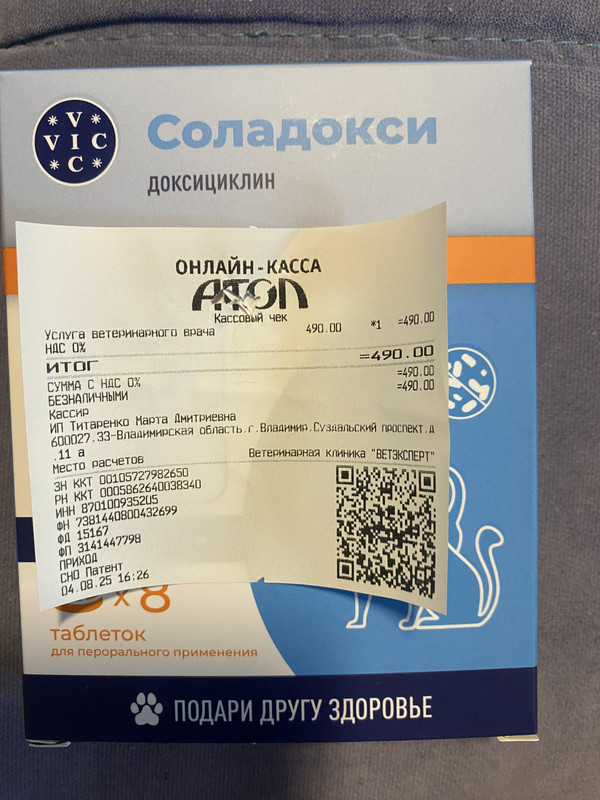 V
V I C
C
Соладокси
ДОКСИЦИКЛИН
ОНЛАЙН-КАССА
АТОЛ
Кассовый чек
Услуга ветеринарного врача 490.00 *1 =490.00
НДС 0%
ИТОГ =490.00
СУММА С НДС 0% =490.00
БЕЗНАЛИЧНЫМИ =490.00
Кассир
ИП Титаренко Марта Дмитриевна
600027.33-Владимирская область.г.Владимир.Суздальский проспект.д
.11 а
Место расчетов Ветеринарная клиника "ВЕТЭКСПЕРТ"
ЗН ККТ 00105727982650
РН ККТ 0005862640038340
ИНН 870100935205
ФН 7381440800432699
ФД 15167
ФП 3141447798
ПРИХОД
СНО Патент
04.08.25 16:26
x 8
таблеток
для перорального применения
ПОДАРИ ДРУГУ ЗДОРОВЬЕ